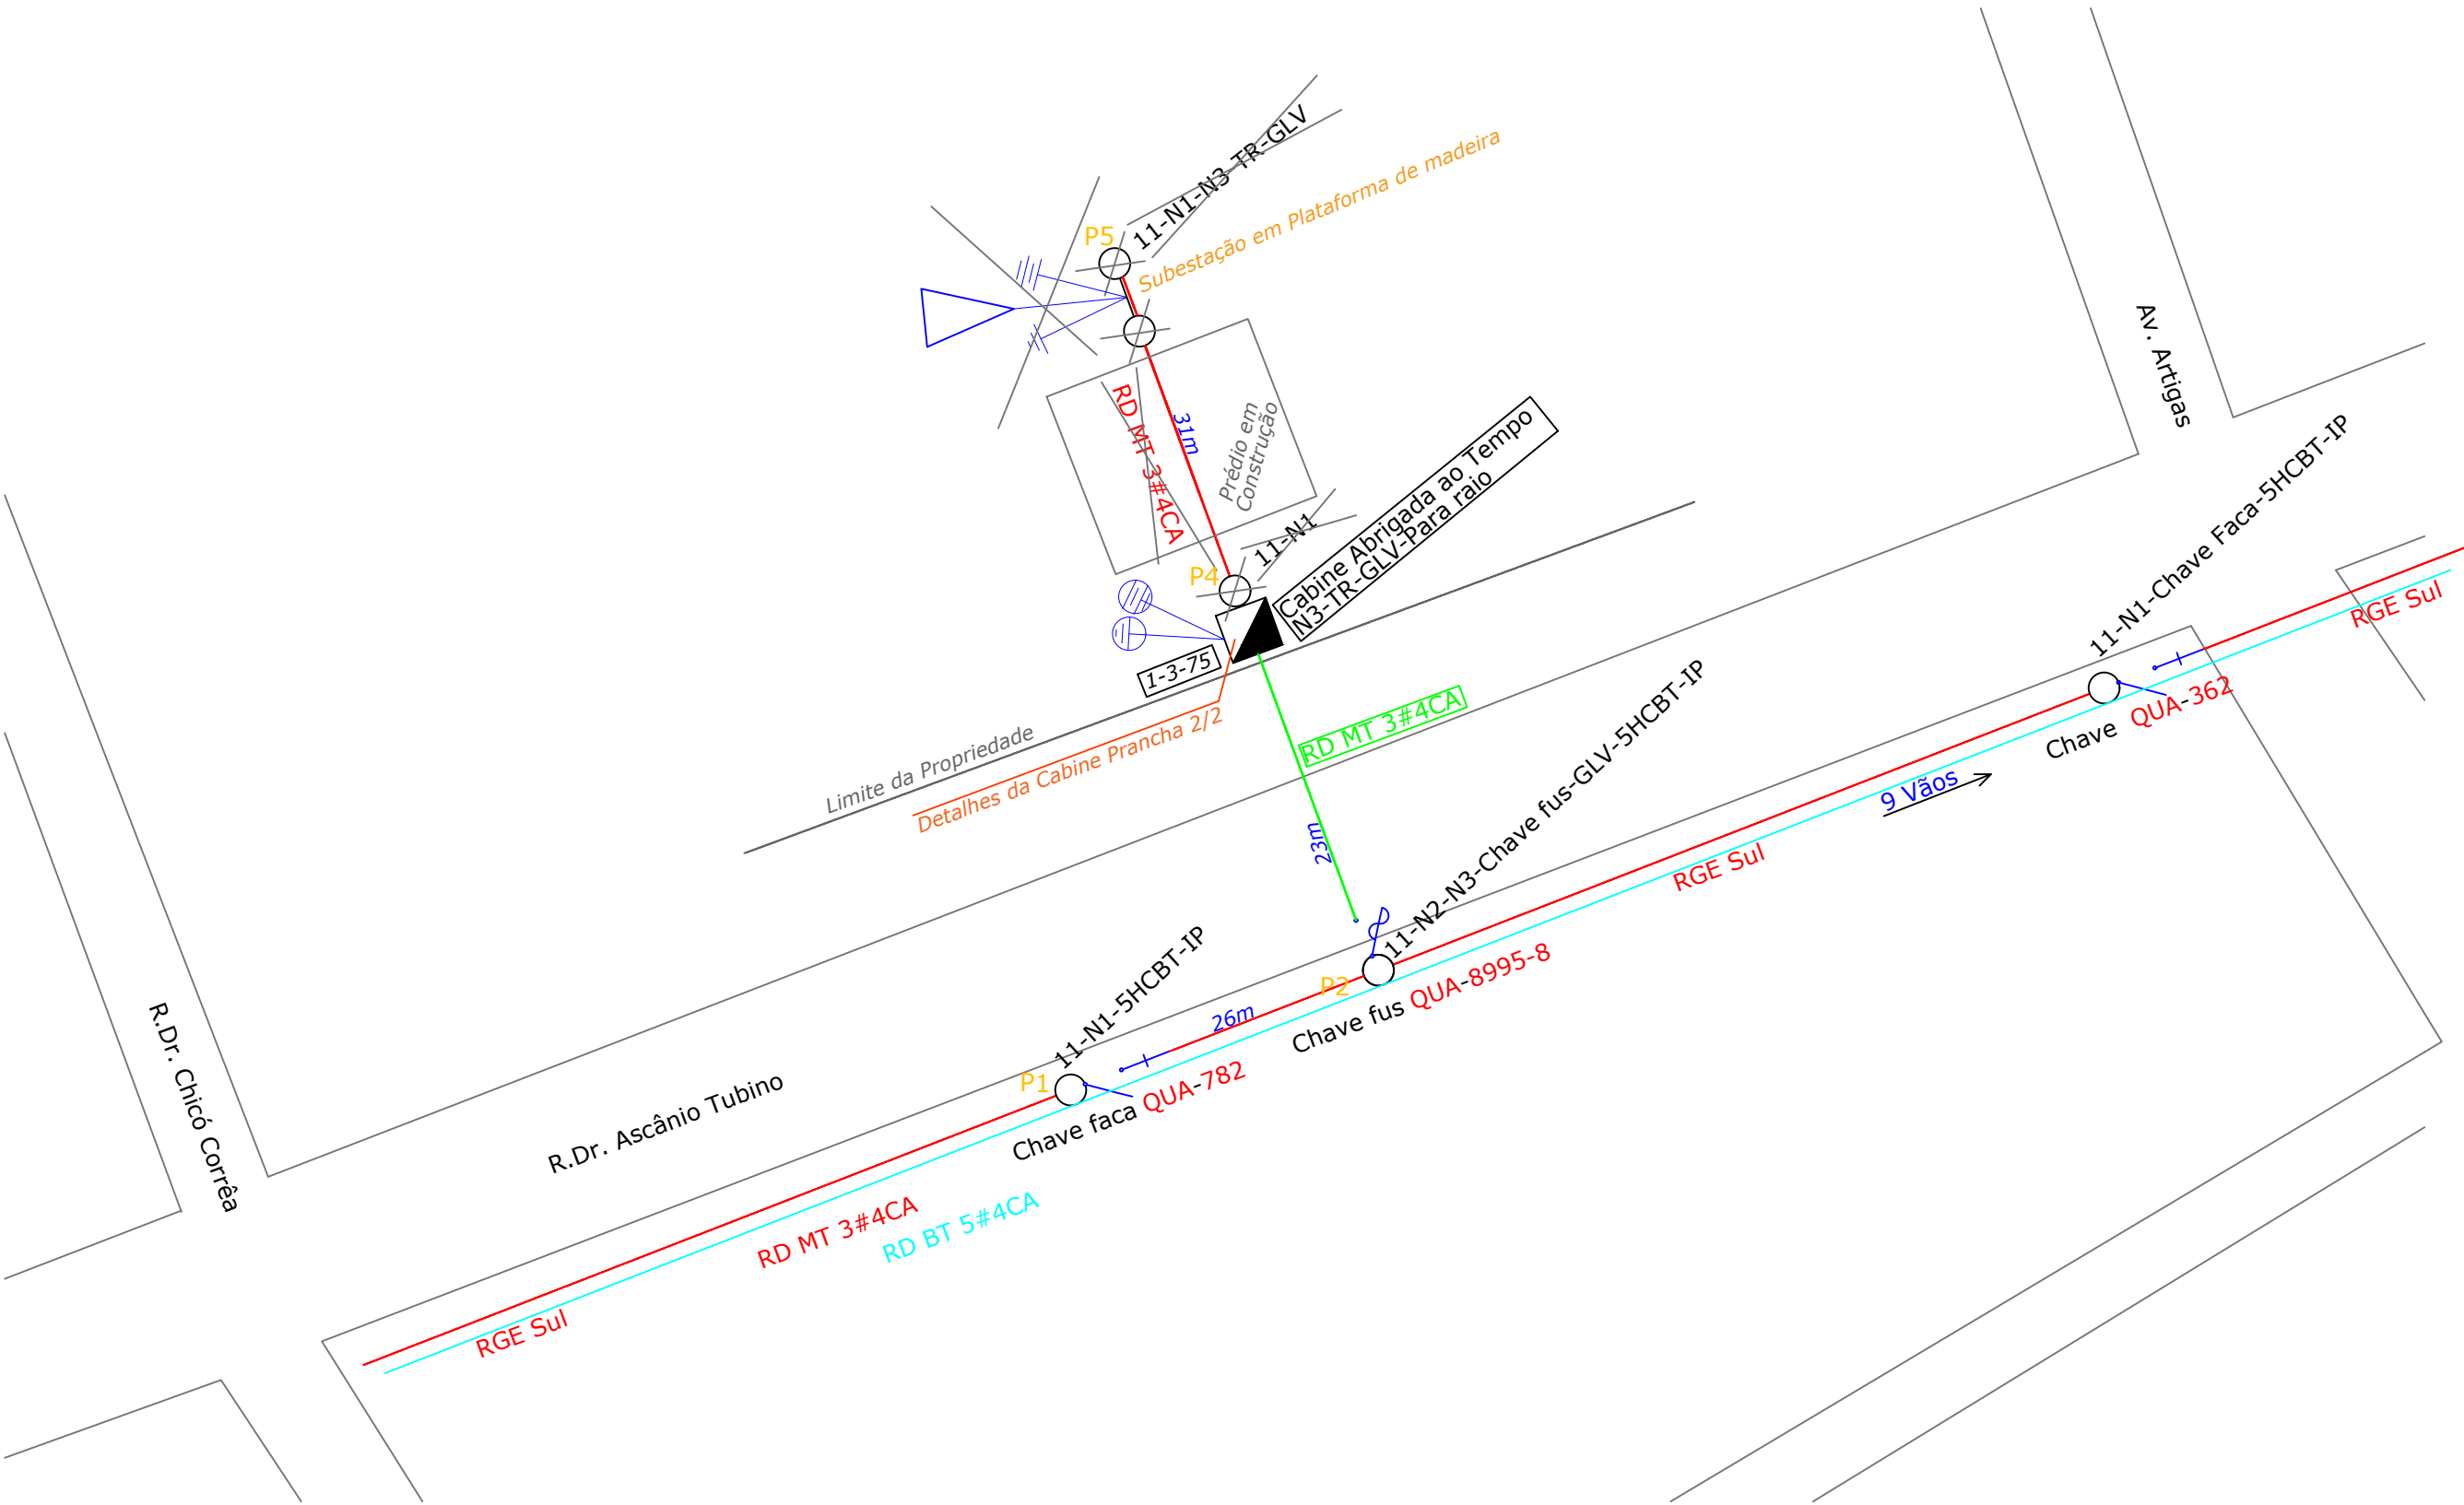 11-N1-N3-TR-GLV
P5
Subestação em Plataforma de madeira
Av. Artigas
RD MT 3#4CA
31m
Prédio em
Construção
Cabine Abrigada ao Tempo
N3-TR-GLV-Para raio
11-N1
P4
1-3-75
11-N1-Chave Faca-5HCBT-IP
RGE Sul
Chave QUA-362
9 Vãos
RD MT 3#4CA
Limite da Propriedade
Detalhes da Cabine Prancha 2/2
23m
11-N2-N3-Chave fus-GLV-5HCBT-IP
RGE Sul
P2
Chave fus QUA-8995-8
26m
11-N1-5HCBT-IP
P1
Chave faca QUA-782
R.Dr. Chicó Corrêa
R.Dr. Ascânio Tubino
RD MT 3#4CA
RD BT 5#4CA
RGE Sul